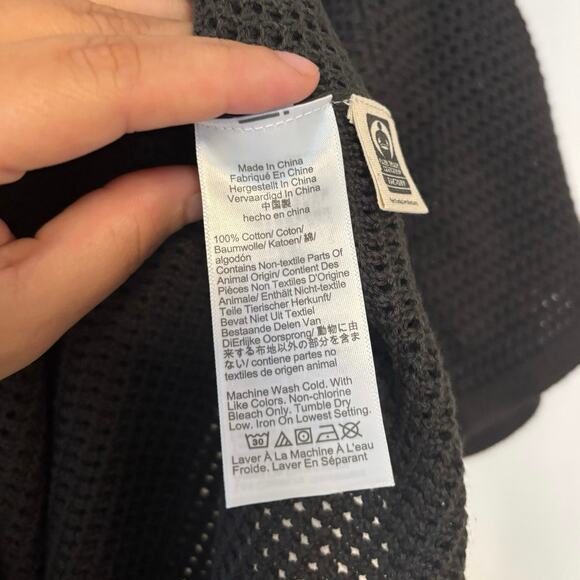 Made In China
Fabriqué En Chine
Hergestellt In China
Vervaardigd In China
中国製
hecho en china
100% Cotton/ Coton/
Baumwolle/ Katoen/ 綿/
algodón
Contains Non-textile Parts Of
Animal Origin/ Contient Des
Pièces Non Textiles D'Origine
Animale/ Enthält Nicht-textile
Teile Tierischer Herkunft/
Bevat Niet Uit Textiel
Bestaande Delen Van
DiErlijke Oorsprong/ 動物に由
来する布地以外の部分を含ま
ない/ contiene partes no
textiles de origen animal
Machine Wash Cold. With
Like Colors. Non-chlorine
Bleach Only. Tumble Dry
Low. Iron On Lowest Setting.
30
Laver À La Machine À L'eau
Froide. Laver En Séparant
FACTORY